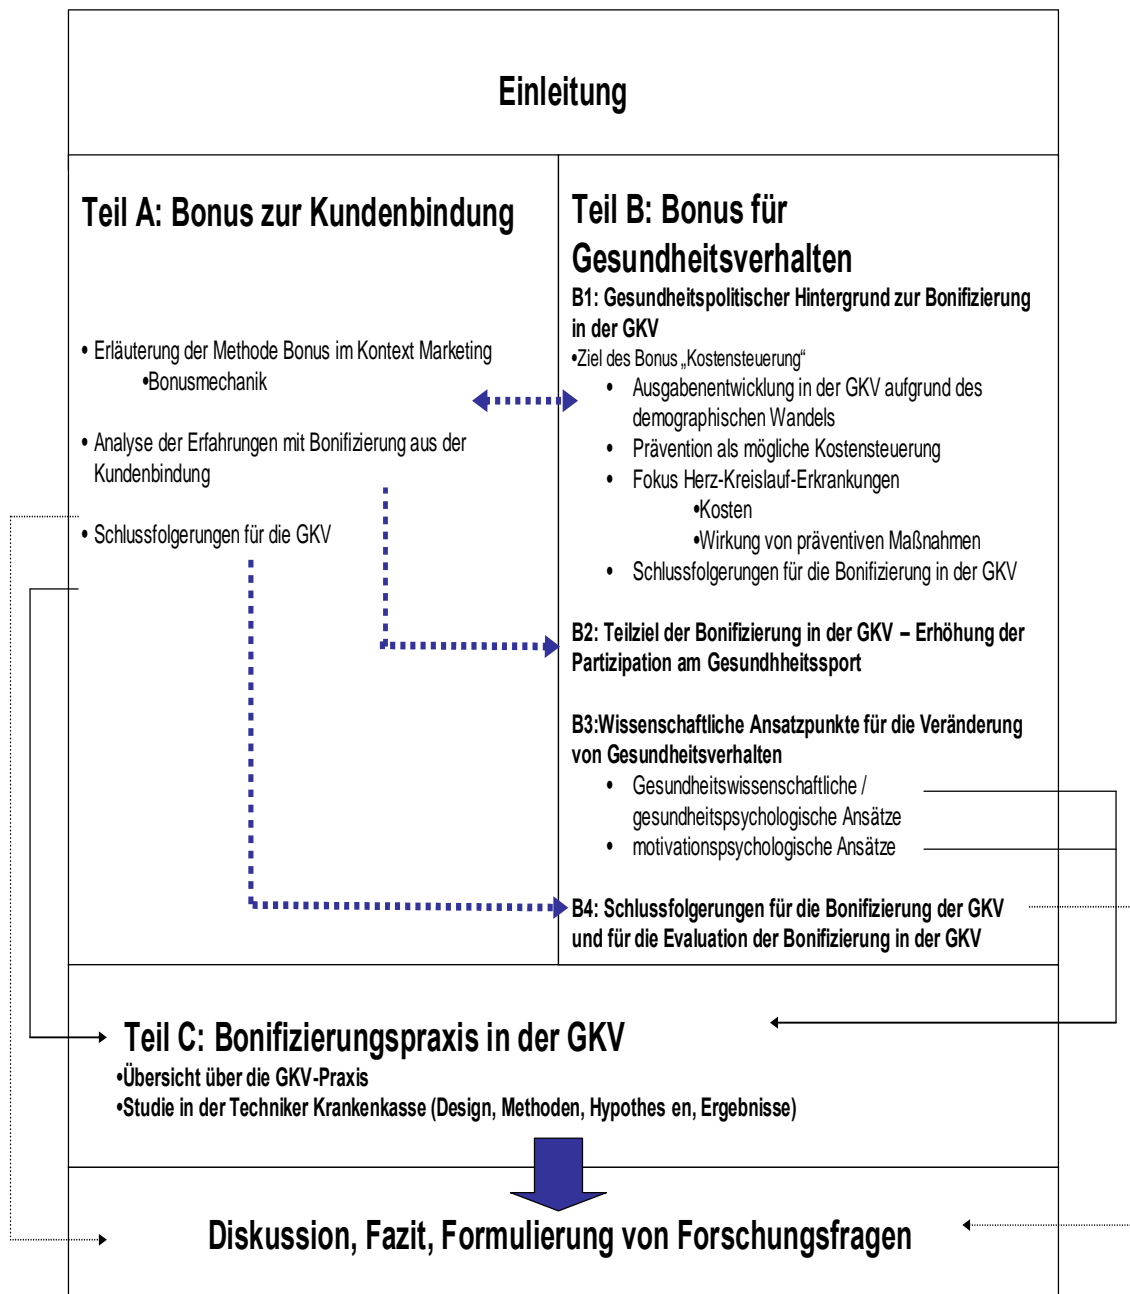 Einleitung
Teil A: Bonus zur Kundenbindung
• Erläuterung der Methode Bonus im Kontext Marketing
•Bonusmechanik
• Analyse der Erfahrungen mit Bonifizierung aus der
Kundenbindung
• Schlussfolgerungen für die GKV
Teil B: Bonus für
Gesundheitsverhalten
B1: Gesundheitspolitischer Hintergrund zur Bonifizierung
in der GKV
•Ziel des Bonus „Kostensteuerung“
• Ausgabenentwicklung in der GKV aufgrund des
demographischen Wandels
• Prävention als mögliche Kostensteuerung
• Fokus Herz-Kreislauf-Erkrankungen
•Kosten
•Wirkung von präventiven Maßnahmen
• Schlussfolgerungen für die Bonifizierung in der GKV
B2: Teilziel der Bonifizierung in der GKV – Erhöhung der
Partizipation am Gesundhheitssport
B3:Wissenschaftliche Ansatzpunkte für die Veränderung
von Gesundheitsverhalten
• Gesundheitswissenschaftliche /
gesundheitspsychologische Ansätze
• motivationspsychologische Ansätze
B4: Schlussfolgerungen für die Bonifizierung der GKV
und für die Evaluation der Bonifizierung in der GKV
Teil C: Bonifizierungspraxis in der GKV
•Übersicht über die GKV-Praxis
•Studie in der Techniker Krankenkasse (Design, Methoden, Hypothes en, Ergebnisse)
Diskussion, Fazit, Formulierung von Forschungsfragen